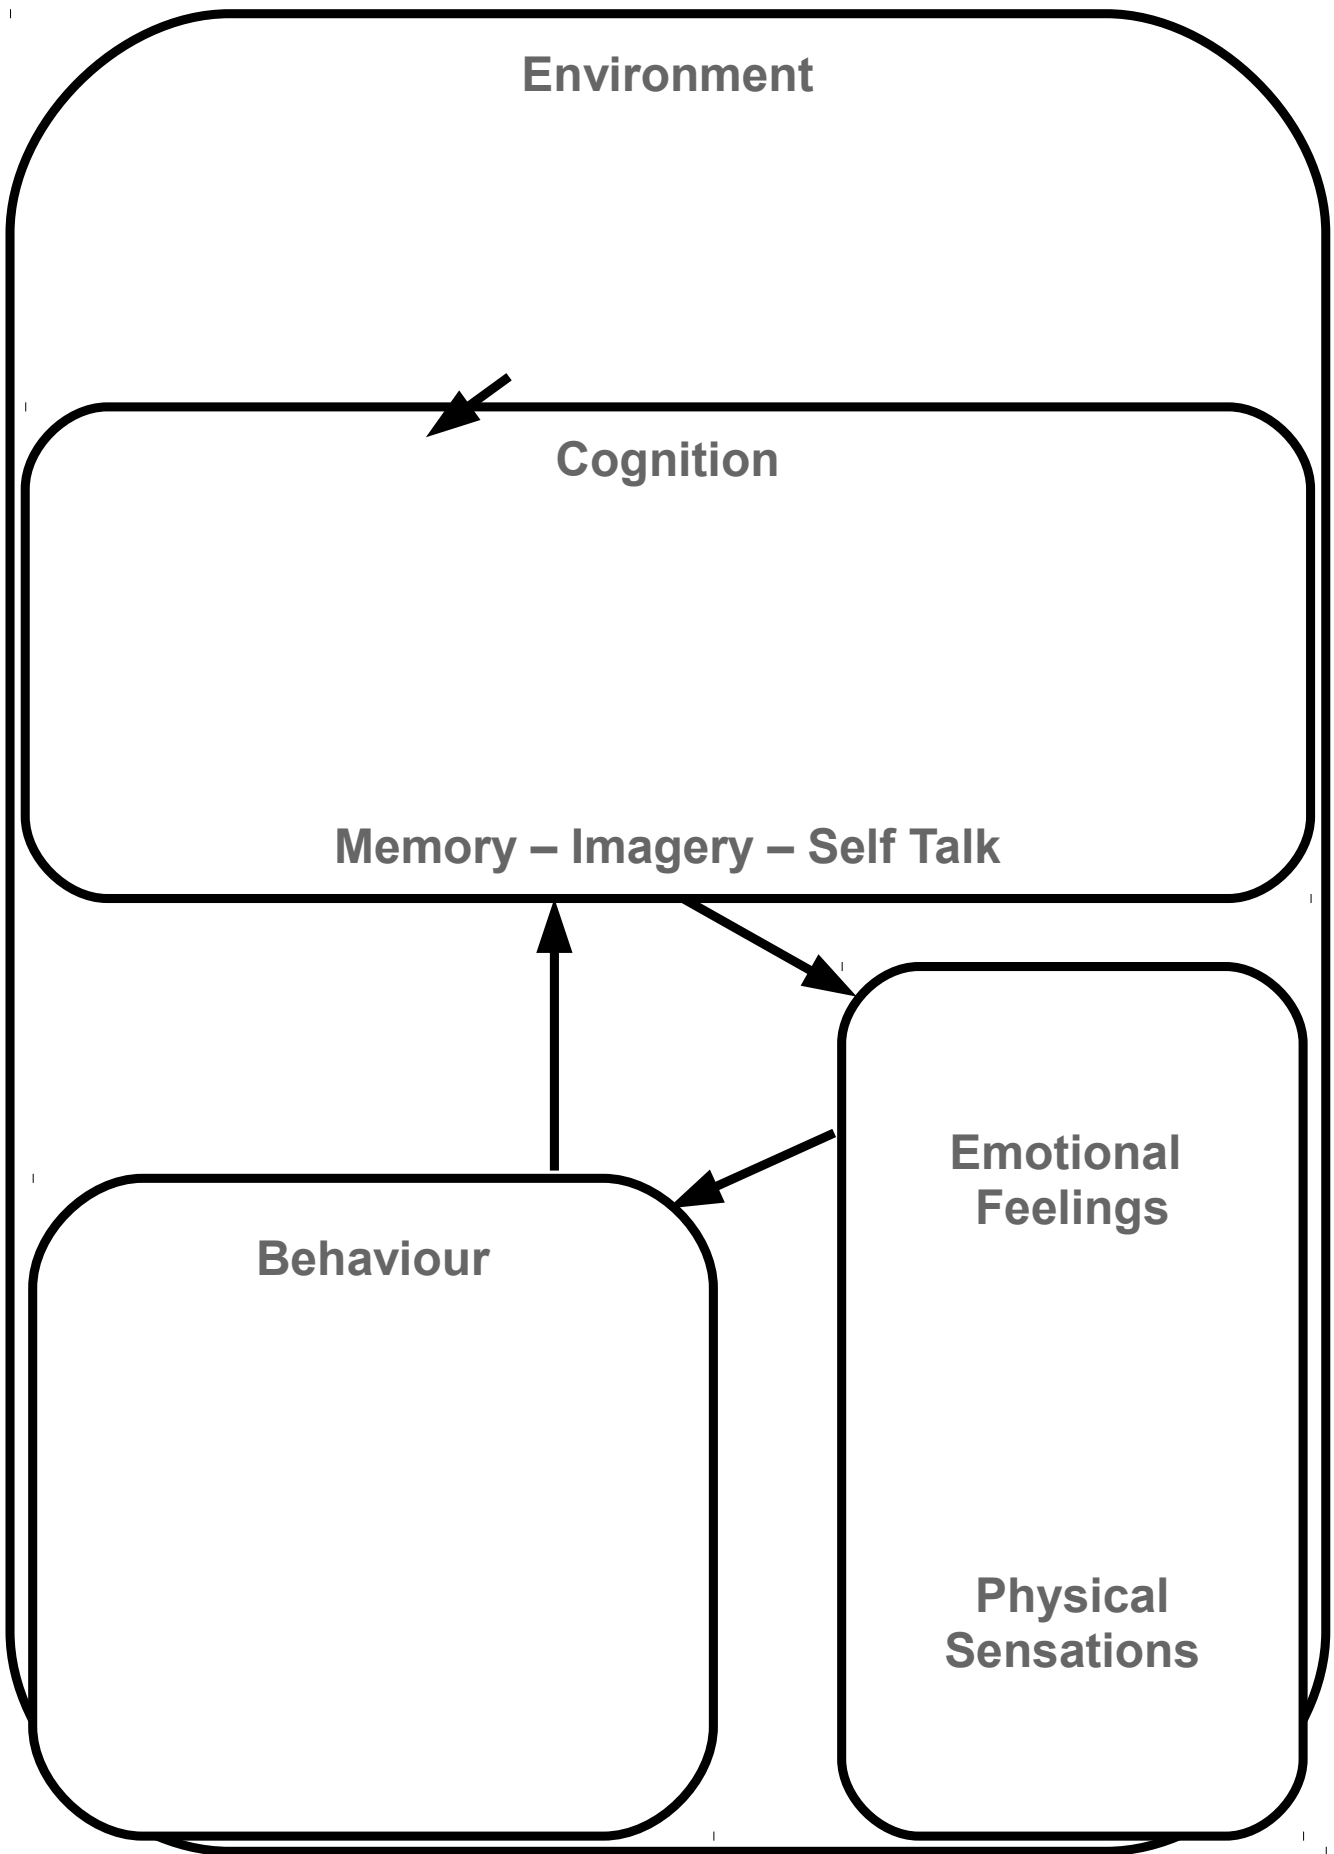 Environment
Cognition
Memory – Imagery – Self Talk
Emotional
Feelings
Behaviour
Physical
Sensations